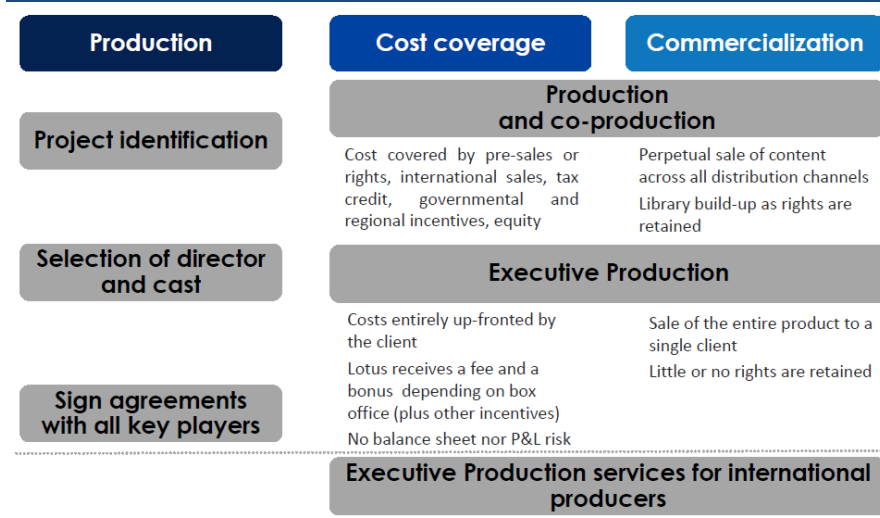 Production
Cost coverage
Commercialization
Project identification
Production
and co-production
Cost covered by pre-sales or
rights, international sales, tax
credit, governmental and
regional incentives, equity
Perpetual sale of content
across all distribution channels
Library build-up as rights are
retained
Selection of director
and cast
Executive Production
Costs entirely up-fronted by
the client
Lotus receives a fee and a
bonus depending on box
office (plus other incentives)
No balance sheet nor P&L risk
Sale of the entire product to a
single client
Little or no rights are retained
Sign agreements
with all key players
Executive Production services for international
producers